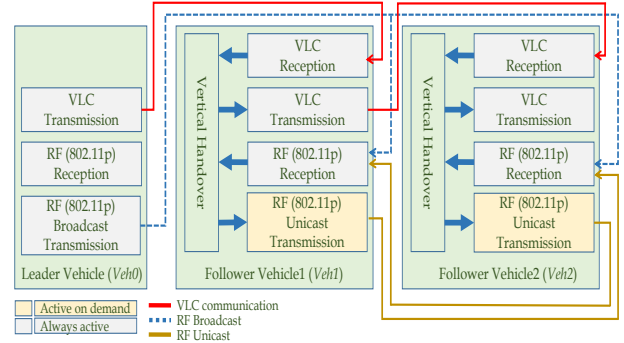 VLC
Transmission
RF (802.11p)
Reception
RF (802.11p)
Broadcast
Transmission
Leader Vehicle (Veh0)
Vertical Handover
VLC
Reception
VLC
Transmission
RF (802.11p)
Reception
RF (802.11p)
Unicast
Transmission
Follower Vehicle1 (Veh1)
Vertical Handover
VLC
Reception
VLC
Transmission
RF (802.11p)
Reception
RF (802.11p)
Unicast
Transmission
Follower Vehicle2 (Veh2)
Active on demand
Always active
VLC communication
RF Broadcast
RF Unicast